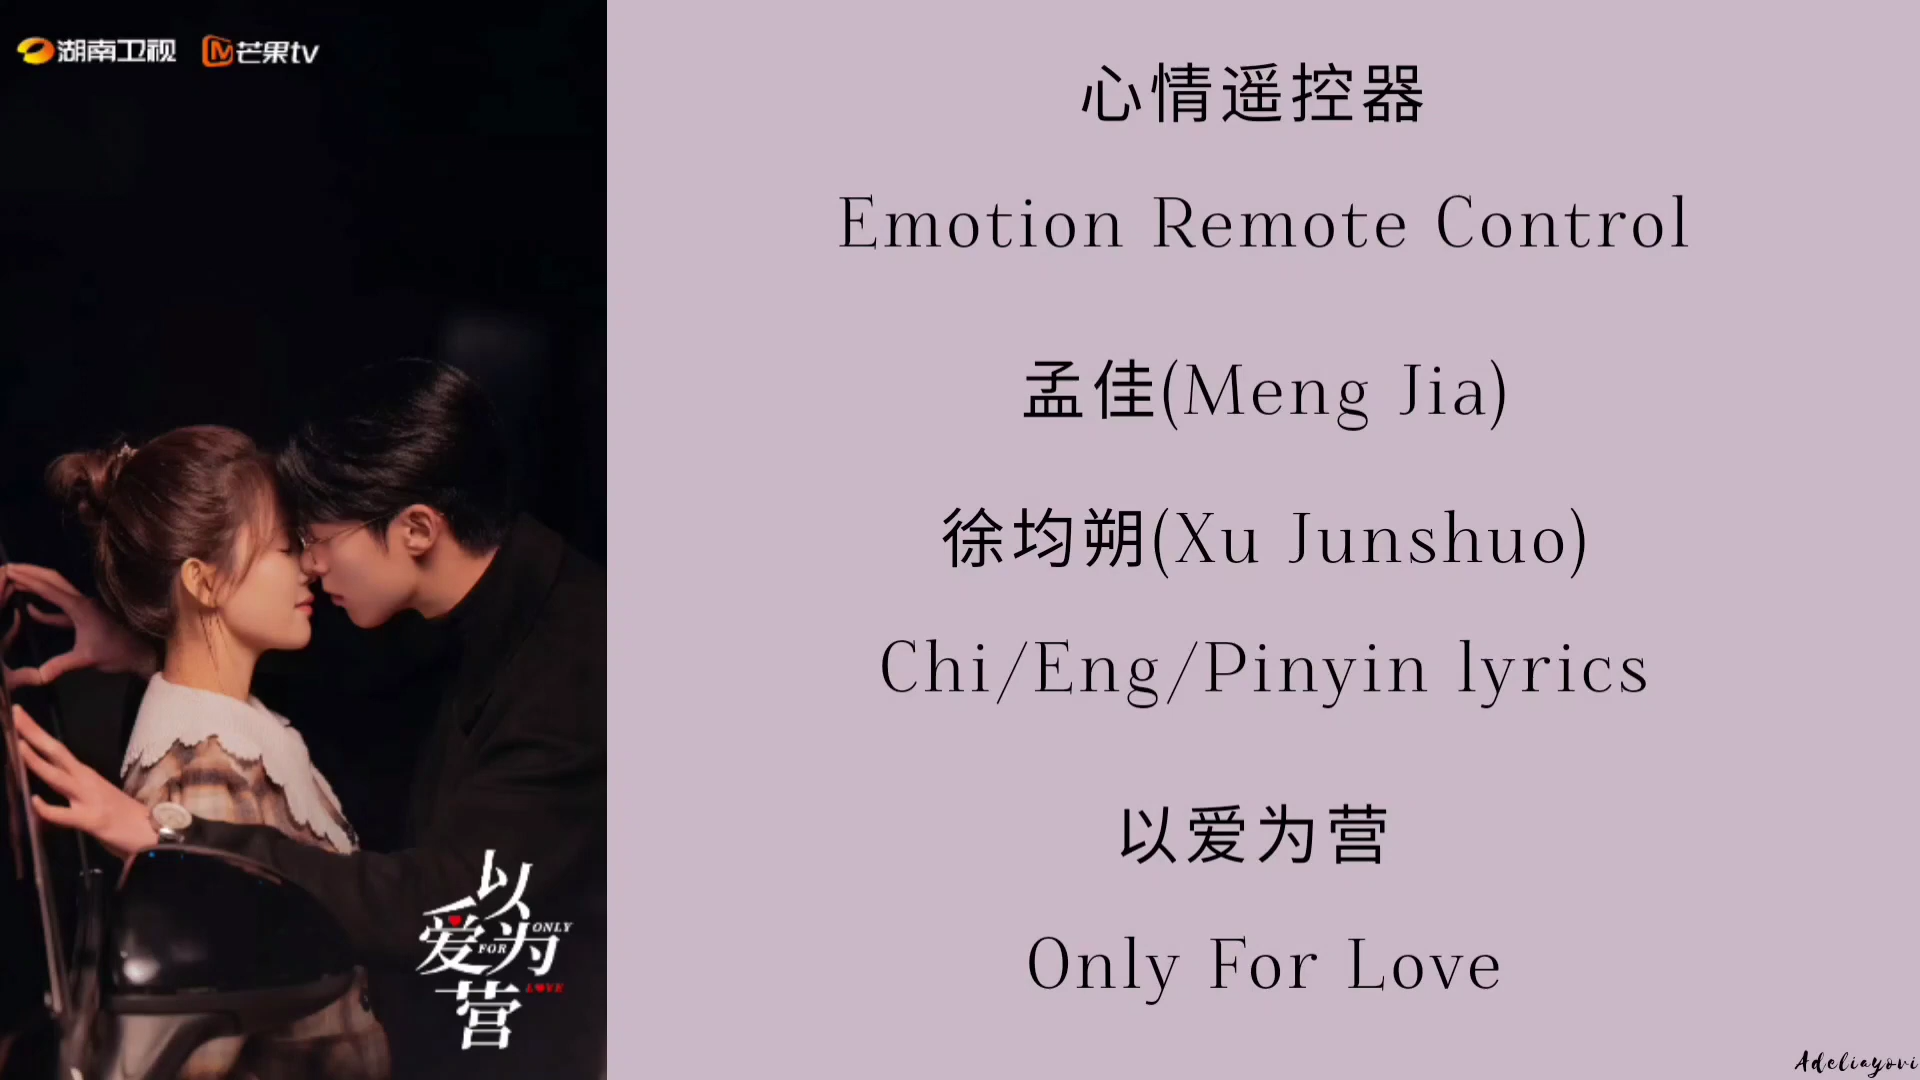 湖南卫视 芒果tv
心情遥控器
Emotion Remote Control
孟佳(Meng Jia)
徐均朔(Xu Junshuo)
Chi/Eng/Pinyin lyrics
以爱为营
Only For Love
以爱为营
ONLY FOR LOVE
Adeliayovi